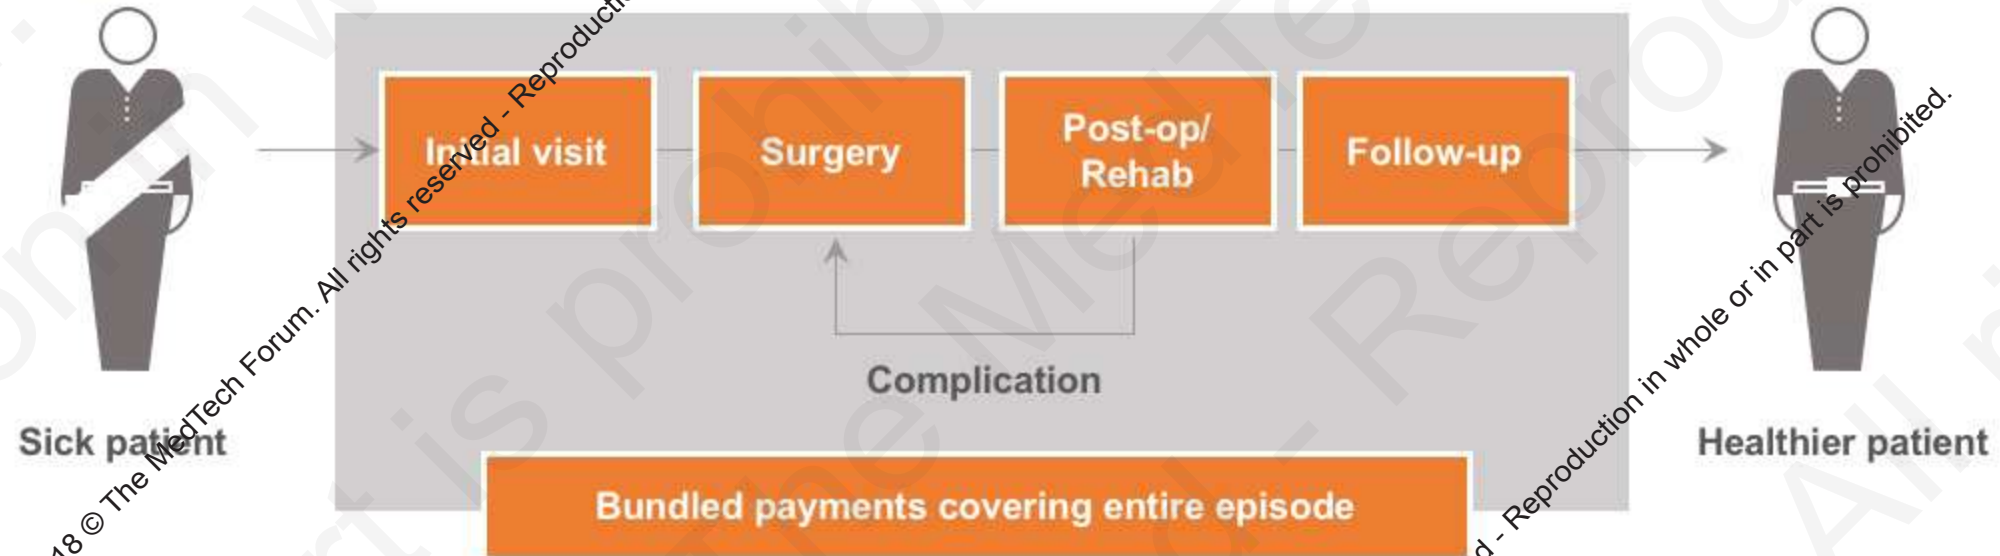 Initial visit
Surgery
Post-op/
Rehab
Follow-up
Complication
Sick patient
Healthier patient
Bundled payments covering entire episode
18 © The MedTech Forum. All rights reserved - Reproducti
d - Reproduction in whole or in part is prohibited.